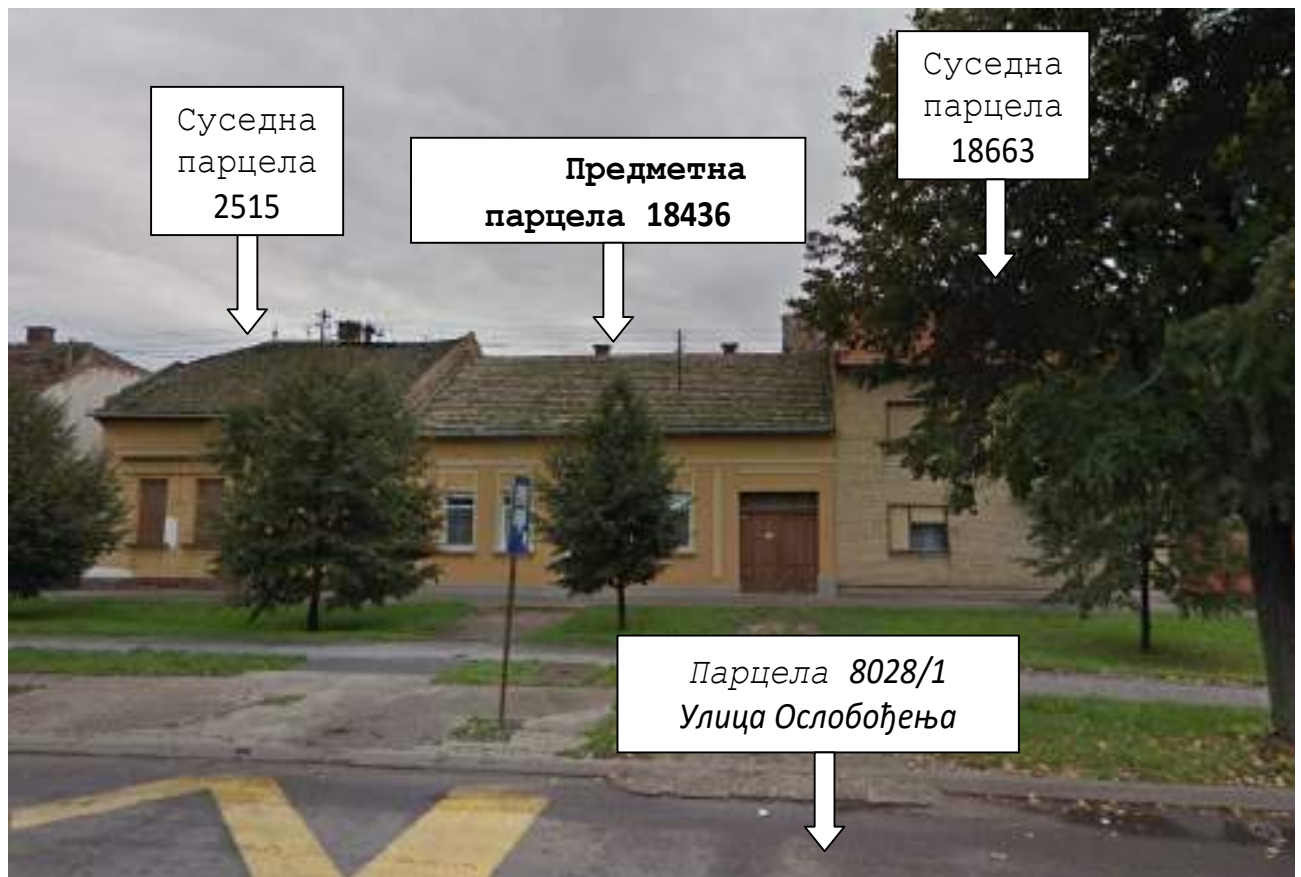 Суседна
парцела
2515
Предметна
парцела 18436
Суседна
парцела
18663
Парцела 8028/1
Улица Ослобођења